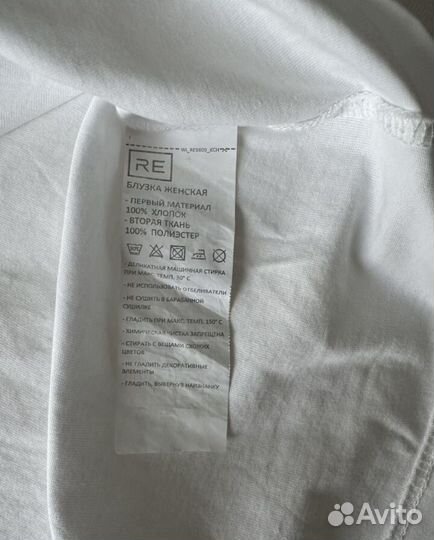 RE
БЛУЗКА ЖЕНСКАЯ
- ПЕРВЫЙ МАТЕРИАЛ
100% ХЛОПОК
- ВТОРАЯ ТКАНЬ
100% ПОЛИЭСТЕР
- ДЕЛИКАТНАЯ МАШИННАЯ СТИРКА
ПРИ МАКС. ТЕМП. 30° С
- НЕ ИСПОЛЬЗОВАТЬ ОТБЕЛИВАТЕЛИ
- НЕ СУШИТЬ В БАРАБАННОЙ
СУШИЛКЕ
- ГЛАДИТЬ ПРИ МАКС. ТЕМП. 150° С
- ХИМИЧЕСКАЯ ЧИСТКА ЗАПРЕЩЕНА
- СТИРАТЬ С ВЕЩАМИ СХОЖИХ
ЦВЕТОВ
- НЕ ГЛАДИТЬ ДЕКОРАТИВНЫЕ
ЭЛЕМЕНТЫ
- ГЛАДИТЬ, ВЫВЕРНУВ НАИЗНАНКУ
Avito